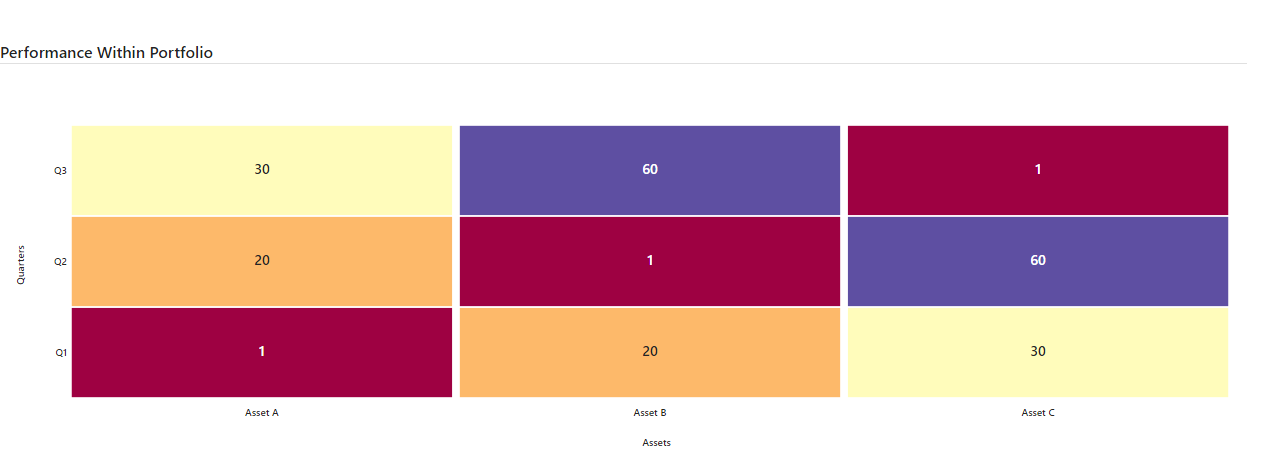 Performance Within Portfolio
Quarters
Q3 30 60 1
Q2 20 1 60
Q1 1 20 30
Asset A Asset B Asset C
Assets